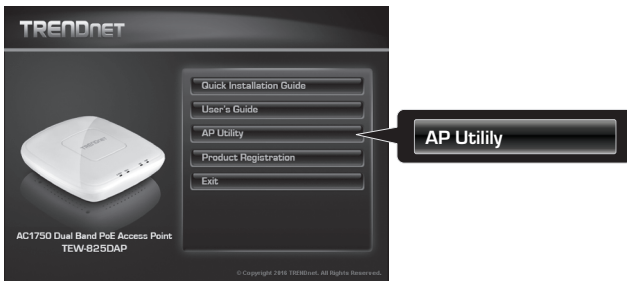 TRENDNET
Quick Installation Guide
User's Guide
AP Utility
Product Registration
Exit
AP Utilily
TRENDNET
AC1750 Dual Band PoE Access Point
TEW-825DAP
© Copyright 2016 TRENDnet. All Rights Reserved.